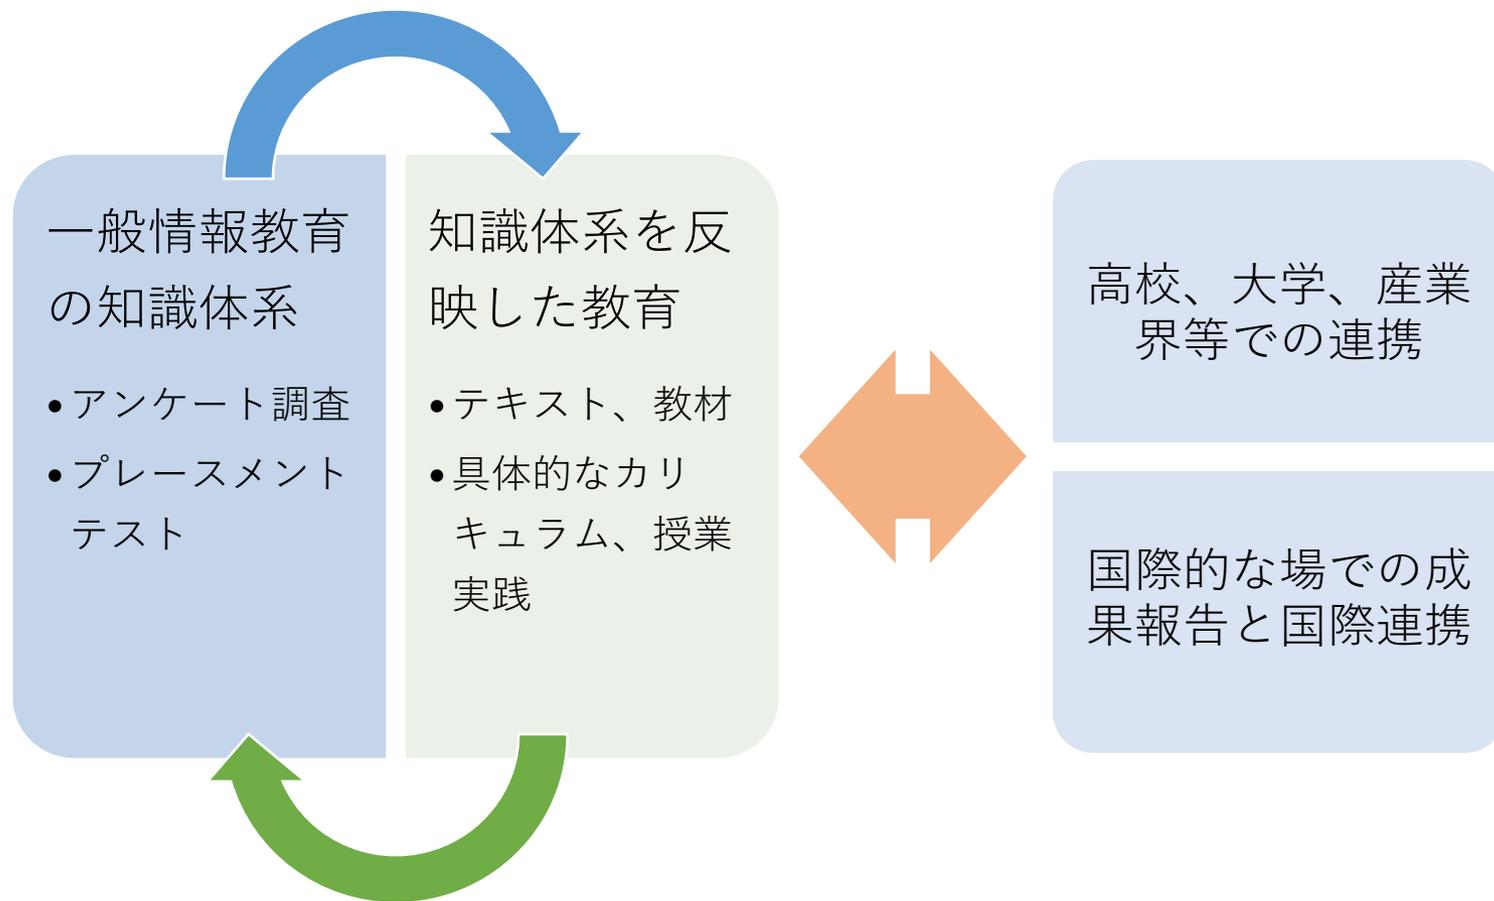 一般情報教育
の知識体系
•アンケート調査
•プレースメント
テスト
知識体系を反
映した教育
•テキスト、教材
•具体的なカリ
キュラム、授業
実践
高校、大学、産業
界等での連携
国際的な場での成
果報告と国際連携